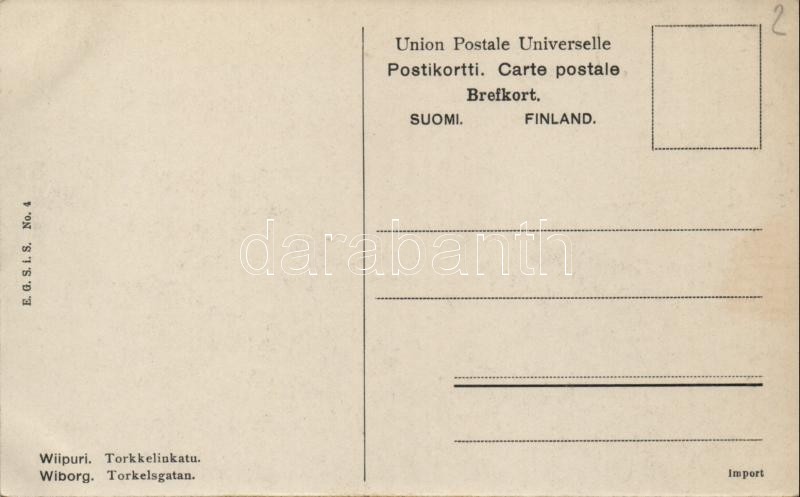 2
Union Postale Universelle
Postikortti. Carte postale
Brefkort.
SUOMI. FINLAND.
E. G. S. i. S. No. 4
darabanth
Wiipuri. Torkkelinkatu.
Wiborg. Torkelsgatan.
Import